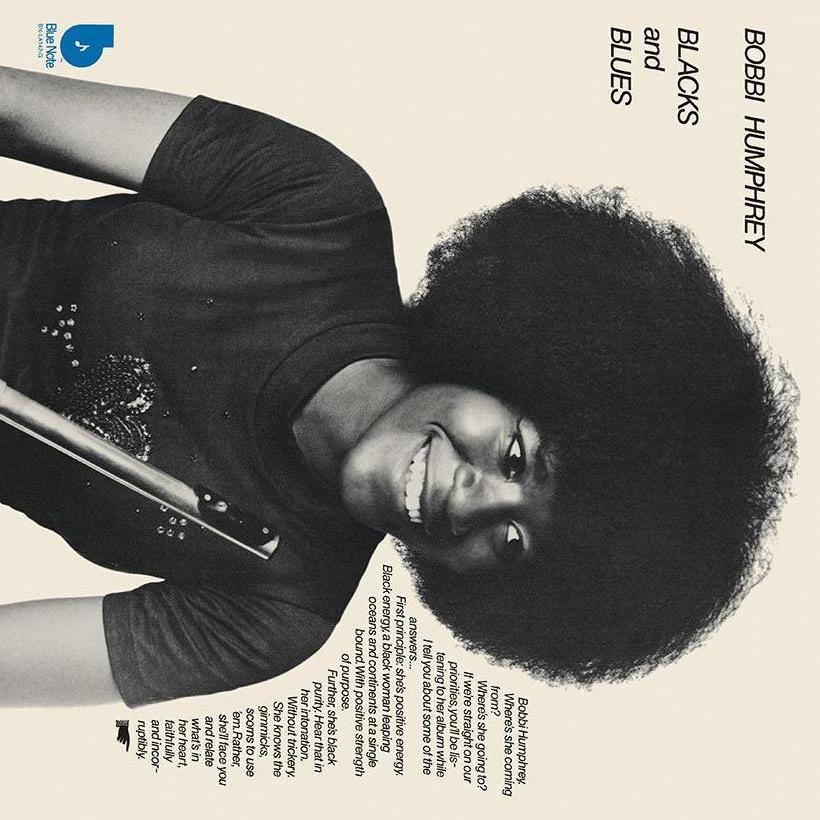 BOBBI HUMPHREY
BLACKS
and
BLUES
Blue Note
BN-LA142-G
Bobbi Humphrey.
Where's she coming
from?
Where's she going to?
If we're straight on our
priorities, you'll be lis-
tening to her album while
I tell you about some of the
answers...
First principle: she's positive energy.
Black energy, a black woman leaping
oceans and continents at a single
bound. With positive strength
of purpose.
Further, she's black
purity. Hear that in
her intonation.
Without trickery.
She knows the
gimmicks,
scorns to use
'em. Rather,
she'll face you
and relate
what's in
her heart,
faithfully
and incor-
ruptibly.